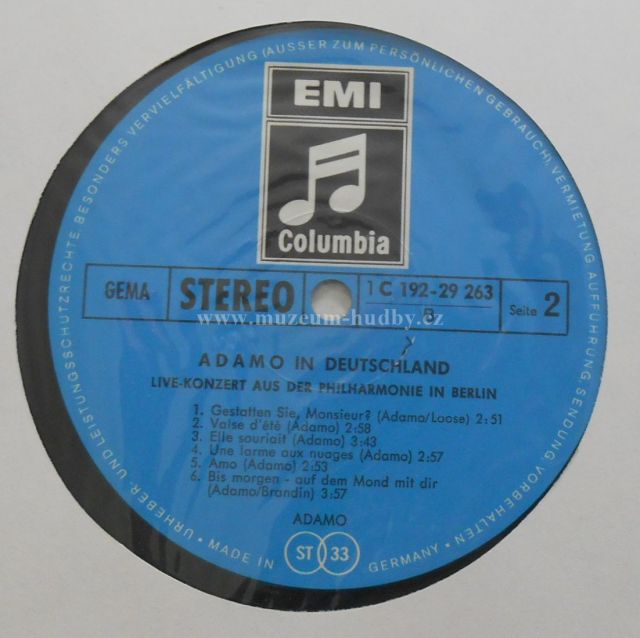 URHEBER- UND LEISTUNGSSCHUTZRECHTE, BESONDERS VERVIELFÄLTIGUNG (AUSSER ZUM PERSÖNLICHEN GEBRAUCH), VERMIETUNG, AUFFÜHRUNG, SENDUNG, VORBEHALTEN
EMI
Columbia
GEMA STEREO 1 C 192-29 263 Seite 2
B
www.muzeum-hudby.cz
ADAMO IN DEUTSCHLAND
LIVE-KONZERT AUS DER PHILHARMONIE IN BERLIN
1. Gestatten Sie, Monsieur? (Adamo/Loose) 2:51
2. Valse d'été (Adamo) 2:58
3. Elle souriait (Adamo) 3:43
4. Une larme aux nuages (Adamo) 2:57
5. Amo (Adamo) 2:53
6. Bis morgen - auf dem Mond mit dir
(Adamo/Brandin) 3:57
ADAMO
• MADE IN ST 33 GERMANY •